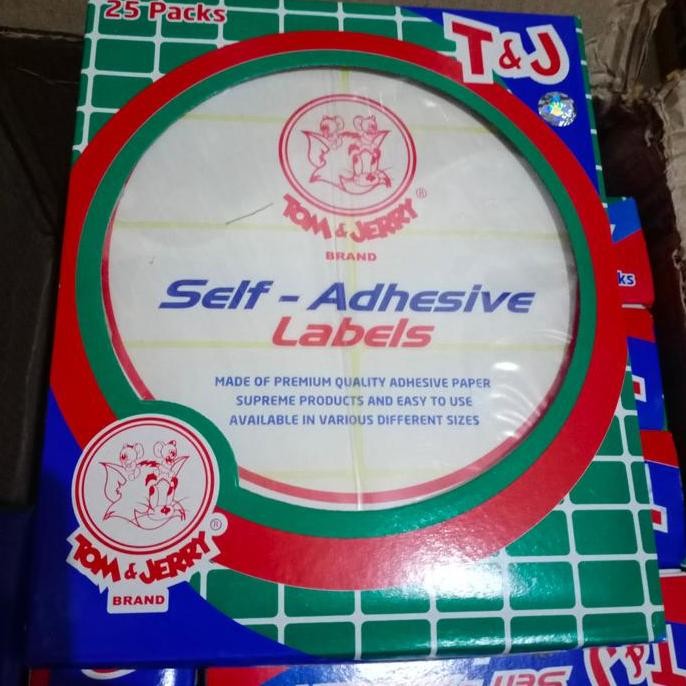 25 Packs
T&J
TOM & JERRY ®
BRAND
Self - Adhesive
Labels
MADE OF PREMIUM QUALITY ADHESIVE PAPER
SUPREME PRODUCTS AND EASY TO USE
AVAILABLE IN VARIOUS DIFFERENT SIZES
TOM & JERRY ®
BRAND
ks